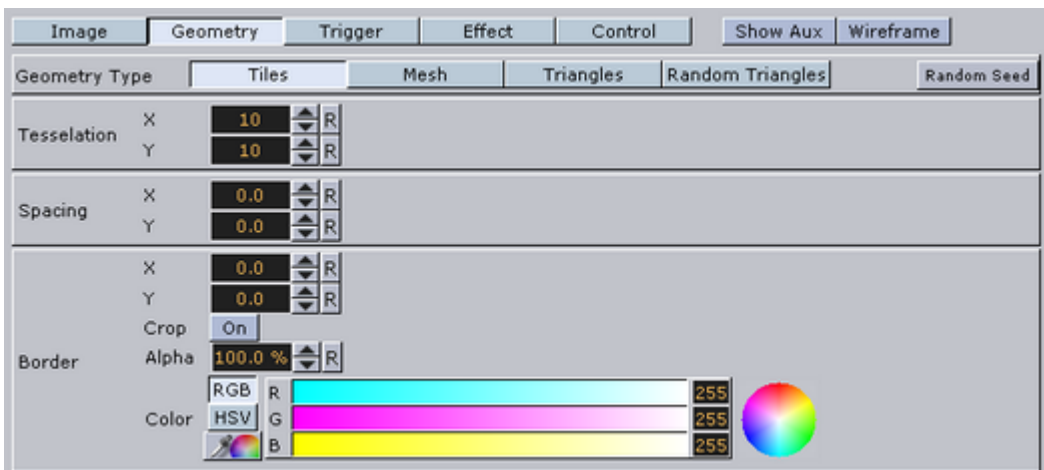 Image Geometry Trigger Effect Control Show Aux Wireframe
Geometry Type Tiles Mesh Triangles Random Triangles Random Seed
Tesselation
X 10 R
Y 10 R
Spacing
X 0.0 R
Y 0.0 R
Border
X 0.0 R
Y 0.0 R
Crop On
Alpha 100.0 % R
Color
RGB R 255
HSV G 255
B 255